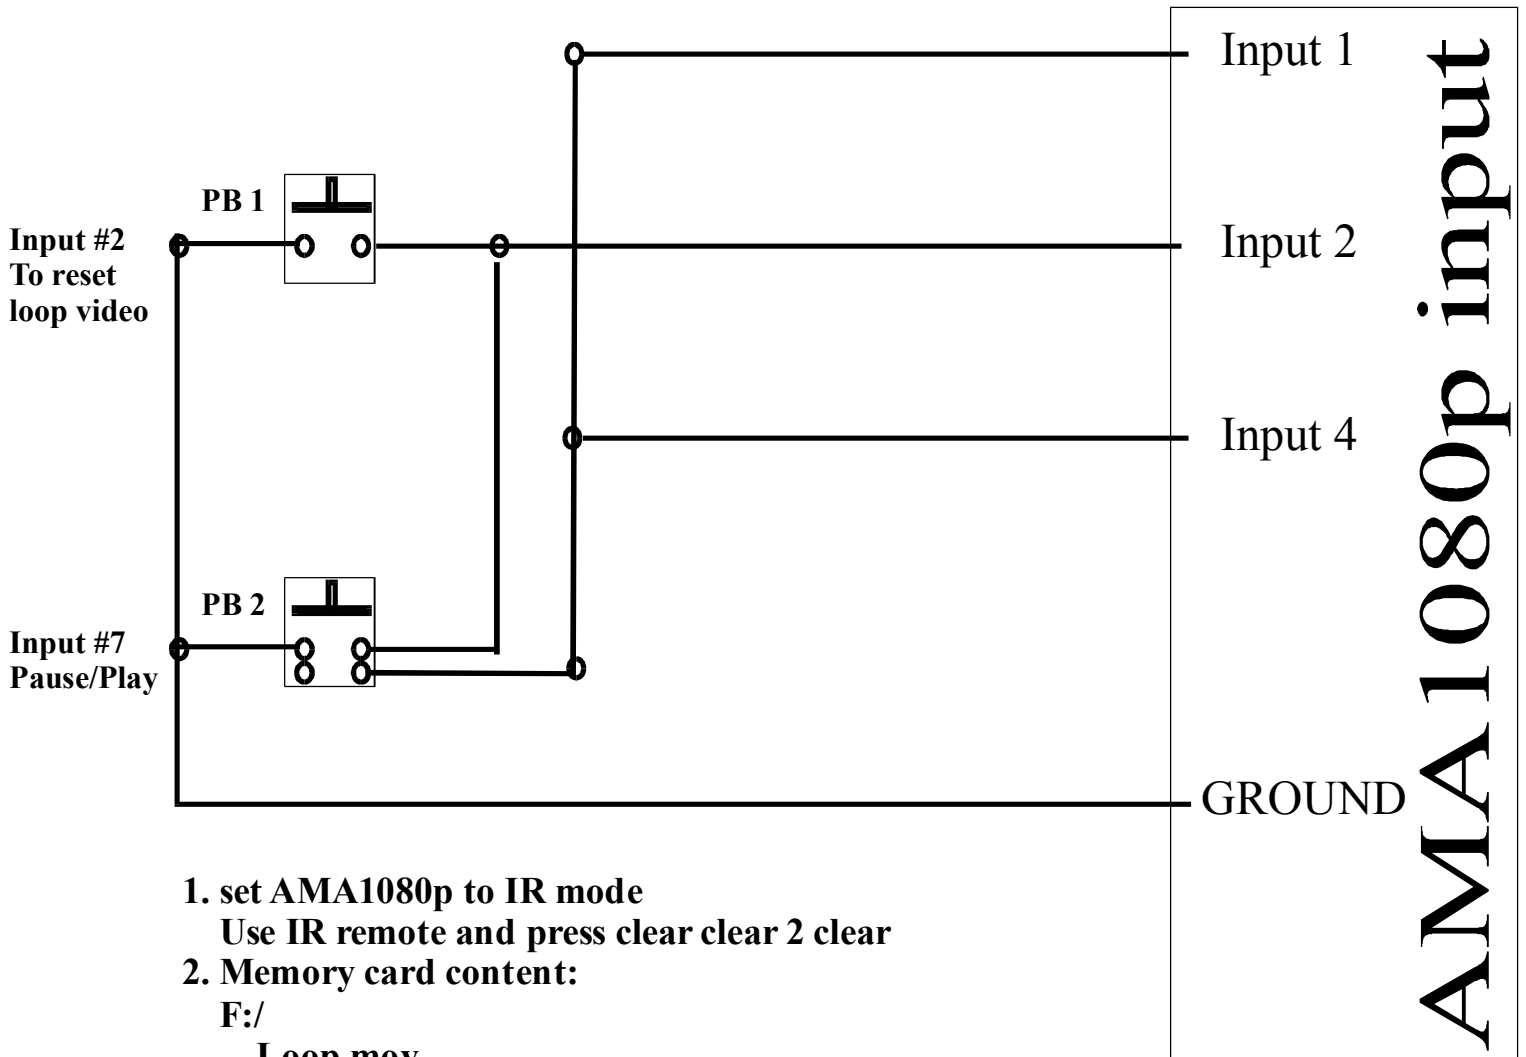 Input 1
PB 1
Input #2
To reset
loop video
Input 2
Input 4
PB 2
Input #7
Pause/Play
GROUND
AMA1080p input
1. set AMA1080p to IR mode
Use IR remote and press clear clear 2 clear
2. Memory card content:
F:/
Loop.mov